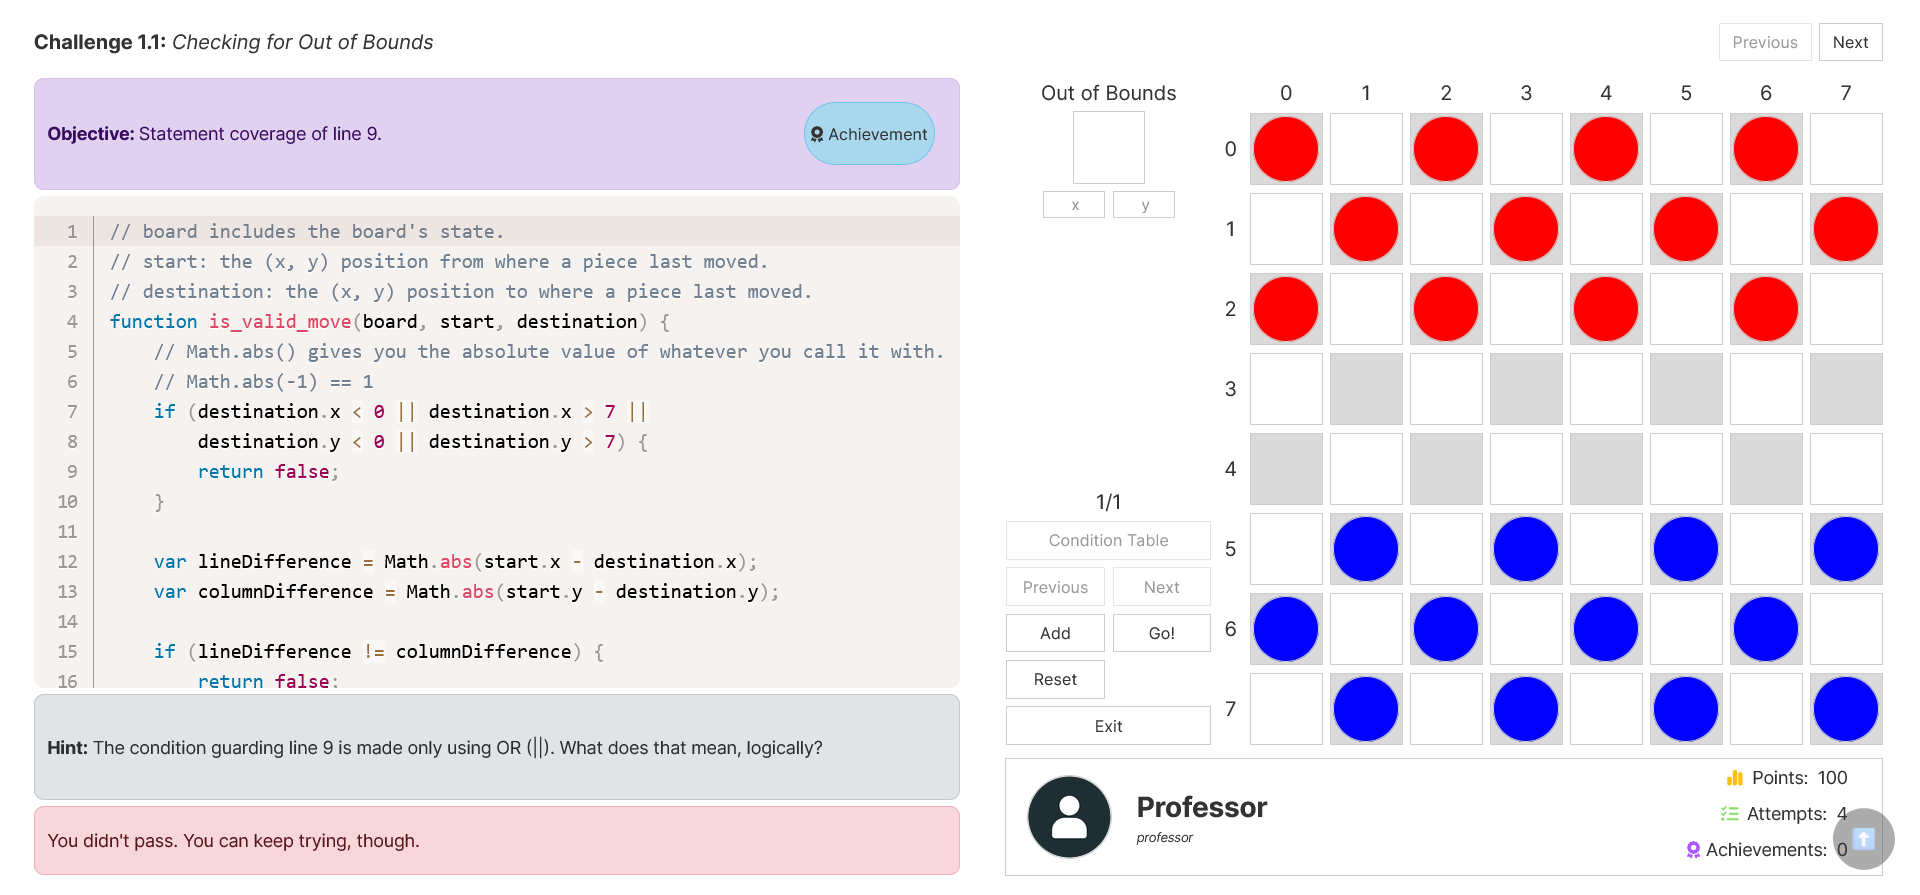 Challenge 1.1: Checking for Out of Bounds
Previous Next
Objective: Statement coverage of line 9.
Achievement
1 // board includes the board's state.
2 // start: the (x, y) position from where a piece last moved.
3 // destination: the (x, y) position to where a piece last moved.
4 function is_valid_move(board, start, destination) {
5 // Math.abs() gives you the absolute value of whatever you call it with.
6 // Math.abs(-1) == 1
7 if (destination.x < 0 || destination.x > 7 ||
8 destination.y < 0 || destination.y > 7) {
9 return false;
10 }
11
12 var lineDifference = Math.abs(start.x - destination.x);
13 var columnDifference = Math.abs(start.y - destination.y);
14
15 if (lineDifference != columnDifference) {
16 return false;
Hint: The condition guarding line 9 is made only using OR (||). What does that mean, logically?
You didn't pass. You can keep trying, though.
Out of Bounds
x y
1/1
Condition Table
Previous Next
Add Go!
Reset
Exit
0 1 2 3 4 5 6 7
0
1
2
3
4
5
6
7
Professor
professor
Points: 100
Attempts: 4
Achievements: 0